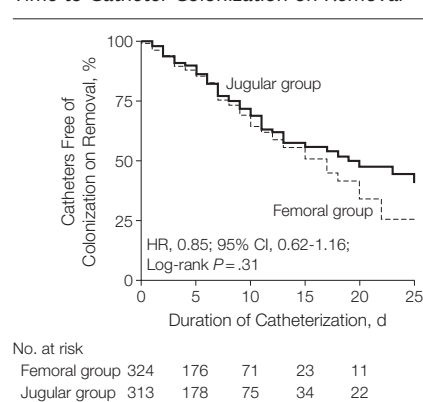 Time to Catheter Colonization on Removal
100
75
50
25
0
Catheters Free of
Colonization on Removal, %
Jugular group
Femoral group
HR, 0.85; 95% CI, 0.62-1.16;
Log-rank P=.31
0 5 10 15 20 25
Duration of Catheterization, d
No. at risk
Femoral group 324 176 71 23 11
Jugular group 313 178 75 34 22